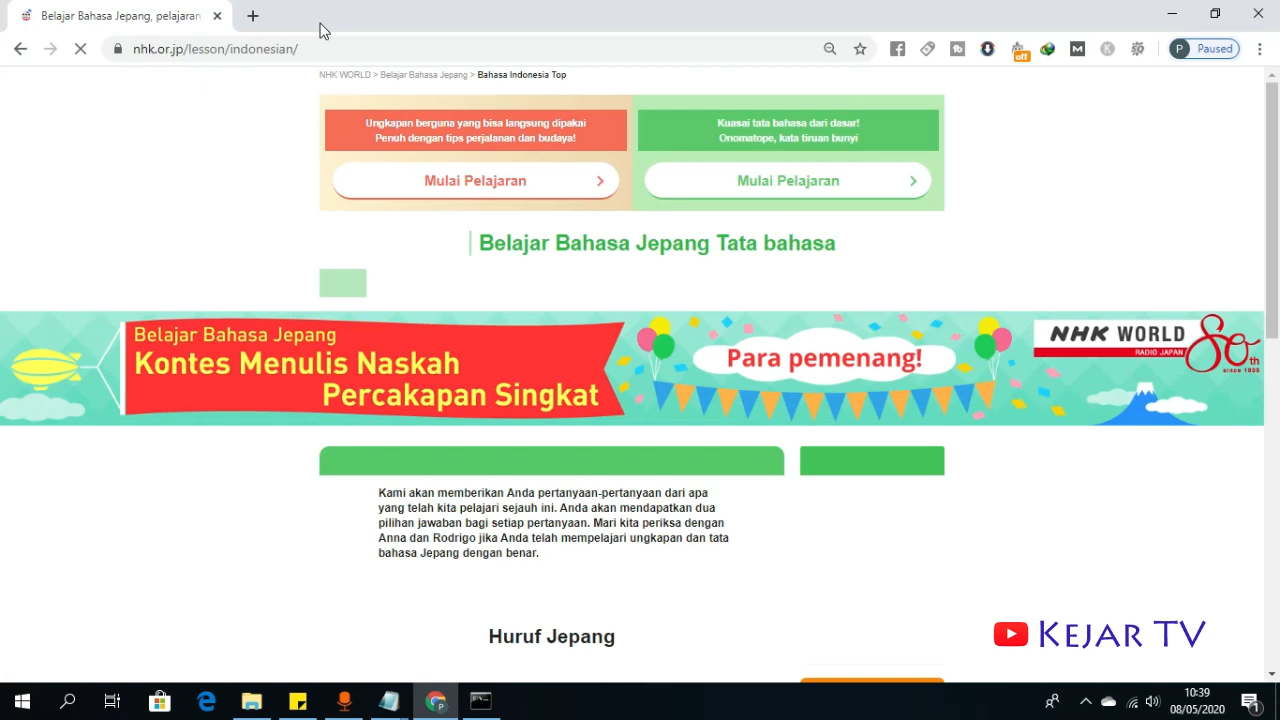 Belajar Bahasa Jepang, pelajaran
nhk.or.jp/lesson/indonesian/
off
M
K
P Paused
NHK WORLD > Belajar Bahasa Jepang > Bahasa Indonesia Top
Ungkapan berguna yang bisa langsung dipakai
Penuh dengan tips perjalanan dan budaya!
Mulai Pelajaran
Kuasai tata bahasa dari dasar!
Onomatope, kata tiruan bunyi
Mulai Pelajaran
Belajar Bahasa Jepang Tata bahasa
Belajar Bahasa Jepang
Kontes Menulis Naskah
Percakapan Singkat
Para pemenang!
NHK WORLD
RADIO JAPAN
80th
since 1935
Kami akan memberikan Anda pertanyaan-pertanyaan dari apa
yang telah kita pelajari sejauh ini. Anda akan mendapatkan dua
pilihan jawaban bagi setiap pertanyaan. Mari kita periksa dengan
Anna dan Rodrigo jika Anda telah mempelajari ungkapan dan tata
bahasa Jepang dengan benar.
Huruf Jepang
KEJAR TV
10:39
08/05/2020
1